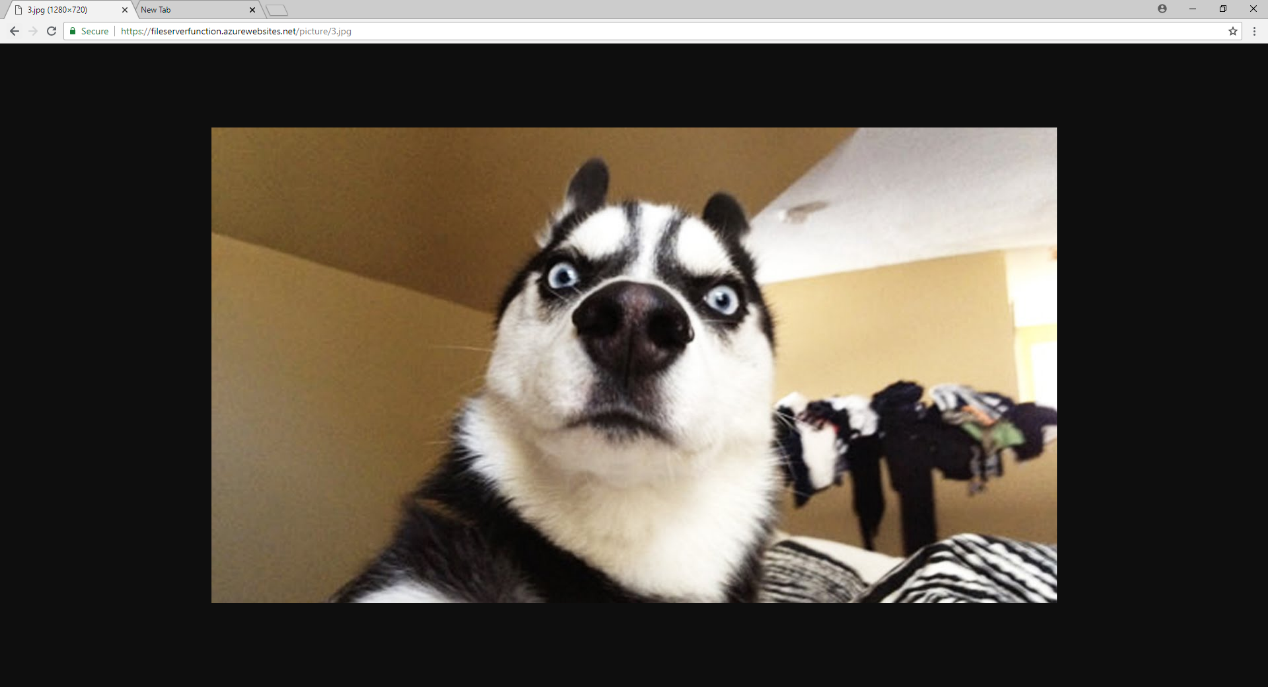 3.jpg (1280×720)
New Tab
Secure
https://fileserverfunction.azurewebsites.net/picture/3.jpg